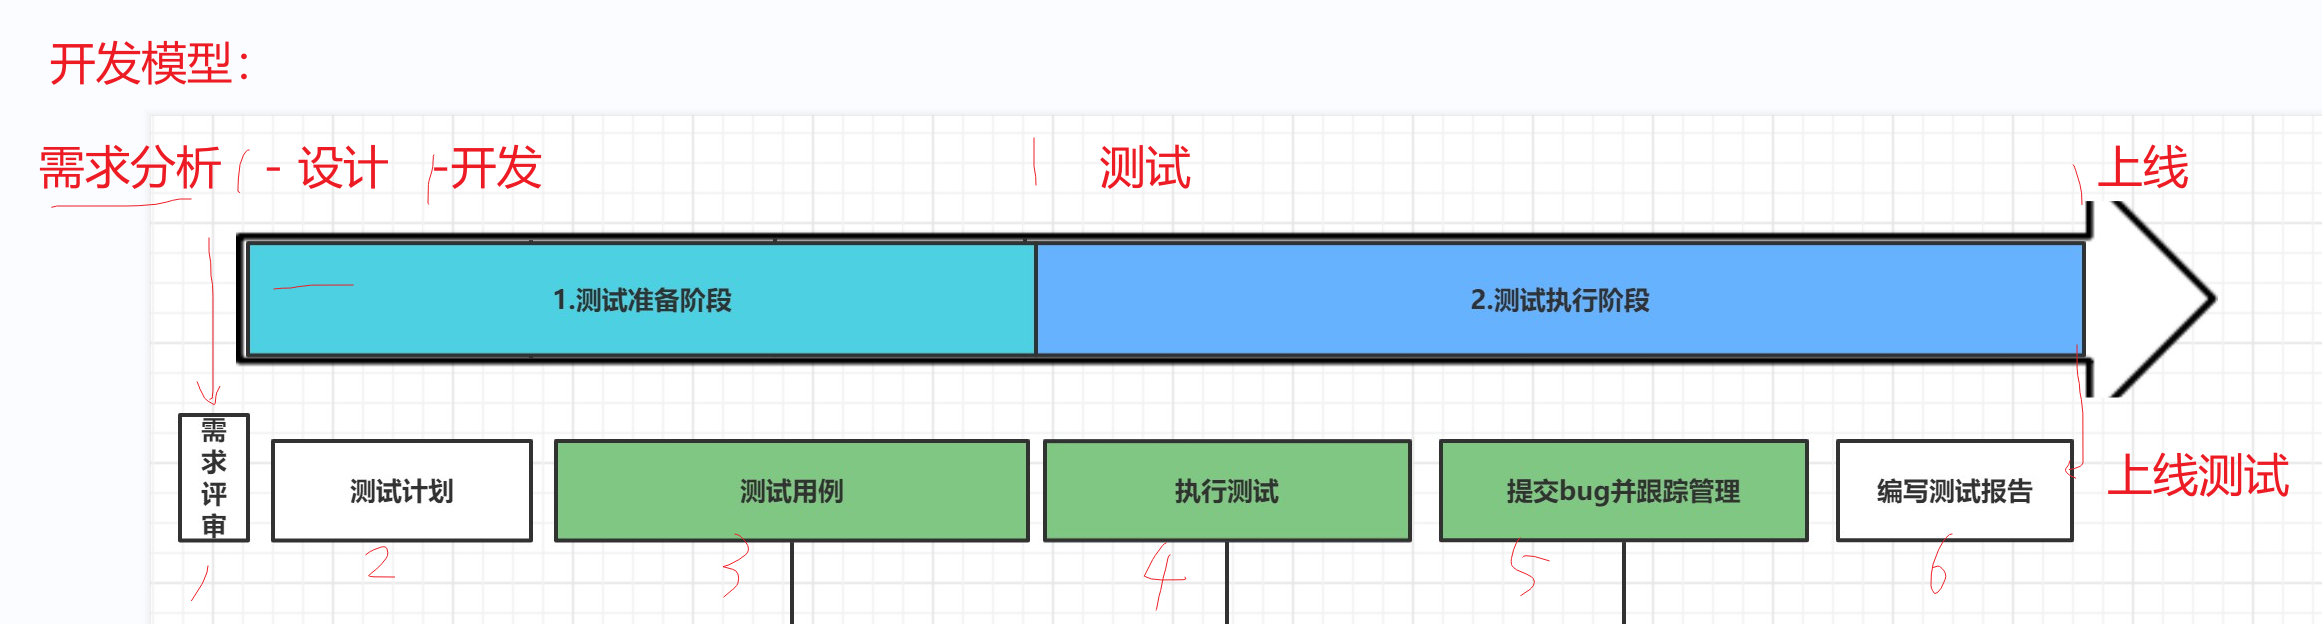 开发模型：
需求分析 - 设计 -开发 测试 上线
1.测试准备阶段 2.测试执行阶段
需求评审 测试计划 测试用例 执行测试 提交bug并跟踪管理 编写测试报告 上线测试
1 2 3 4 5 6